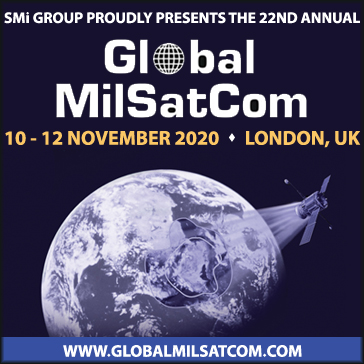 SMi GROUP PROUDLY PRESENTS THE 22ND ANNUAL
Global
MilSatCom
10 - 12 NOVEMBER 2020 ♦ LONDON, UK
WWW.GLOBALMILSATCOM.COM